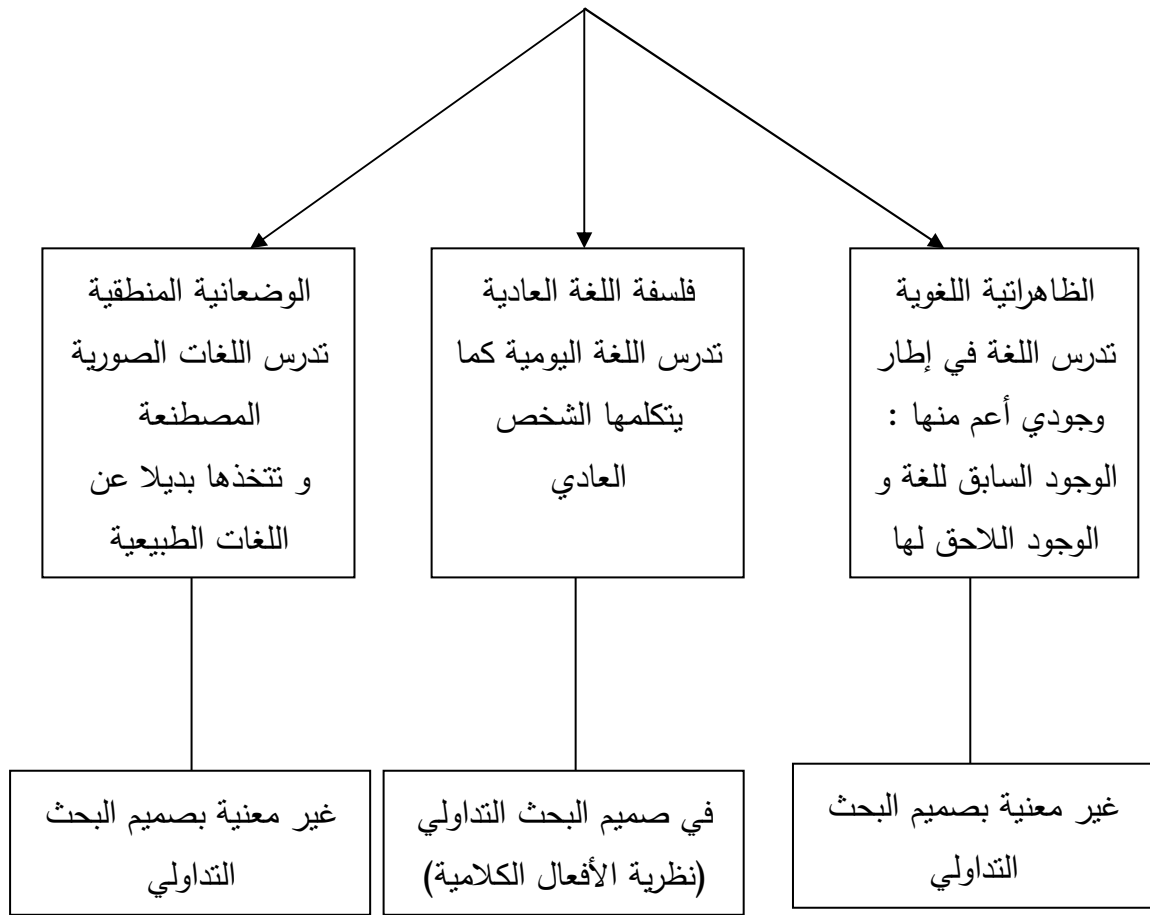 الظاهراتية اللغوية
تدرس اللغة في إطار
وجودي أعم منها :
الوجود السابق للغة و
الوجود اللاحق لها
فلسفة اللغة العادية
تدرس اللغة اليومية كما
يتكلمها الشخص
العادي
الوضعانية المنطقية
تدرس اللغات الصورية
المصطنعة
و تتخذها بديلا عن
اللغات الطبيعية
غير معنية بصميم البحث
التداولي
في صميم البحث التداولي
(نظرية الأفعال الكلامية)
غير معنية بصميم البحث
التداولي